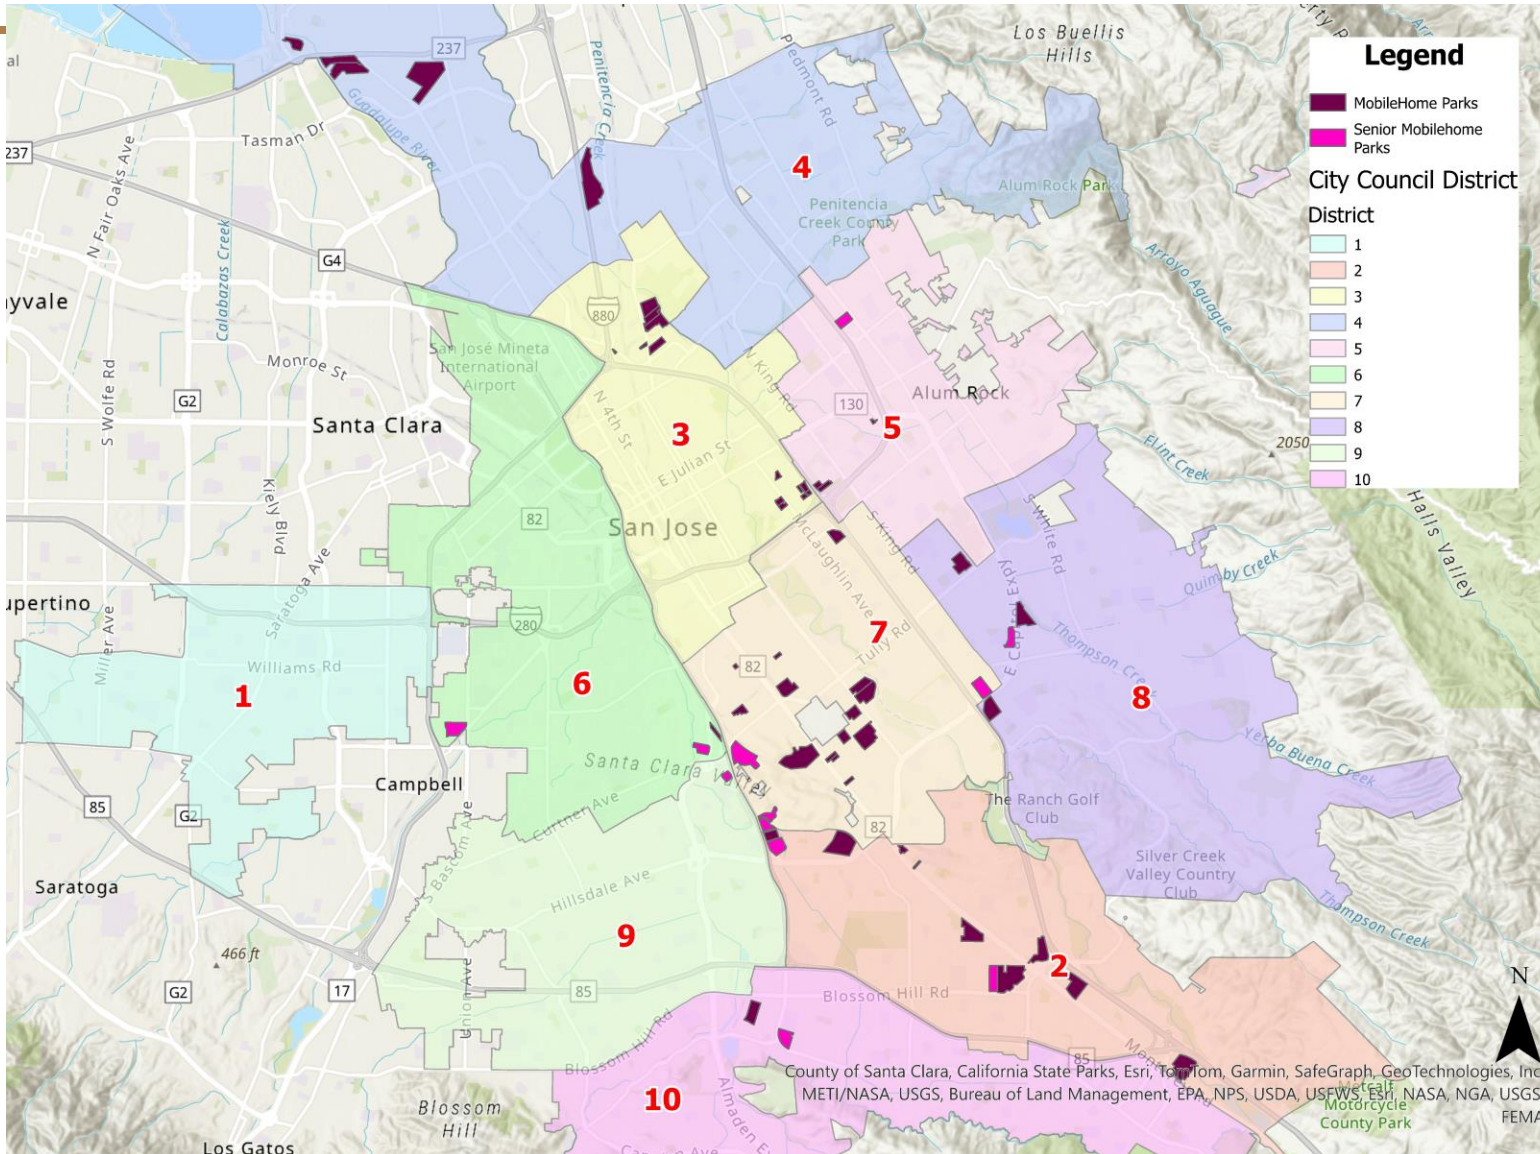 Legend
MobileHome Parks
Senior Mobilehome
Parks
City Council District
District
1
2
3
4
5
6
7
8
9
10
Los Buellis
Hills
237
Piedmont Rd
Penitencia Creek
Guadalupe River
Tasman Dr
al
237
N Fair Oaks Ave
Calabazas Creek
4
Alum Rock Park
Penitencia
Creek County
Park
G4
Arroyo Aguague
yvale
880
San José Mineta
International
Airport
Monroe St
S Wolfe Rd
G2
N King Rd
N 4th St
130
Alum Rock
Santa Clara
3
5
2050
Flint Creek
E Julian St
Kiely Blvd
82
San Jose
McLaughlin Ave
S King Rd
S White Rd
Halls Valley
Quimby Creek
Saratoga Ave
upertino
Miller Ave
280
E Capitol Expy
Thompson Creek
7
Tully Rd
Williams Rd
82
1
6
8
Yerba Buena Creek
Santa Clara Valley
Campbell
85
G2
S Bascom Ave
Curtner Ave
82
The Ranch Golf
Club
Silver Creek
Valley Country
Club
Saratoga
Hillsdale Ave
Thompson Creek
466 ft
9
2
G2
17
Union Ave
85
Blossom Hill Rd
Blossom Hill Rd
85
N
10
Almaden E
Blossom
Hill
Los Gatos
Metcalf
Motorcycle
County Park
County of Santa Clara, California State Parks, Esri, TomTom, Garmin, SafeGraph, GeoTechnologies, Inc
METI/NASA, USGS, Bureau of Land Management, EPA, NPS, USDA, USFWS, Esri, NASA, NGA, USGS
FEMA